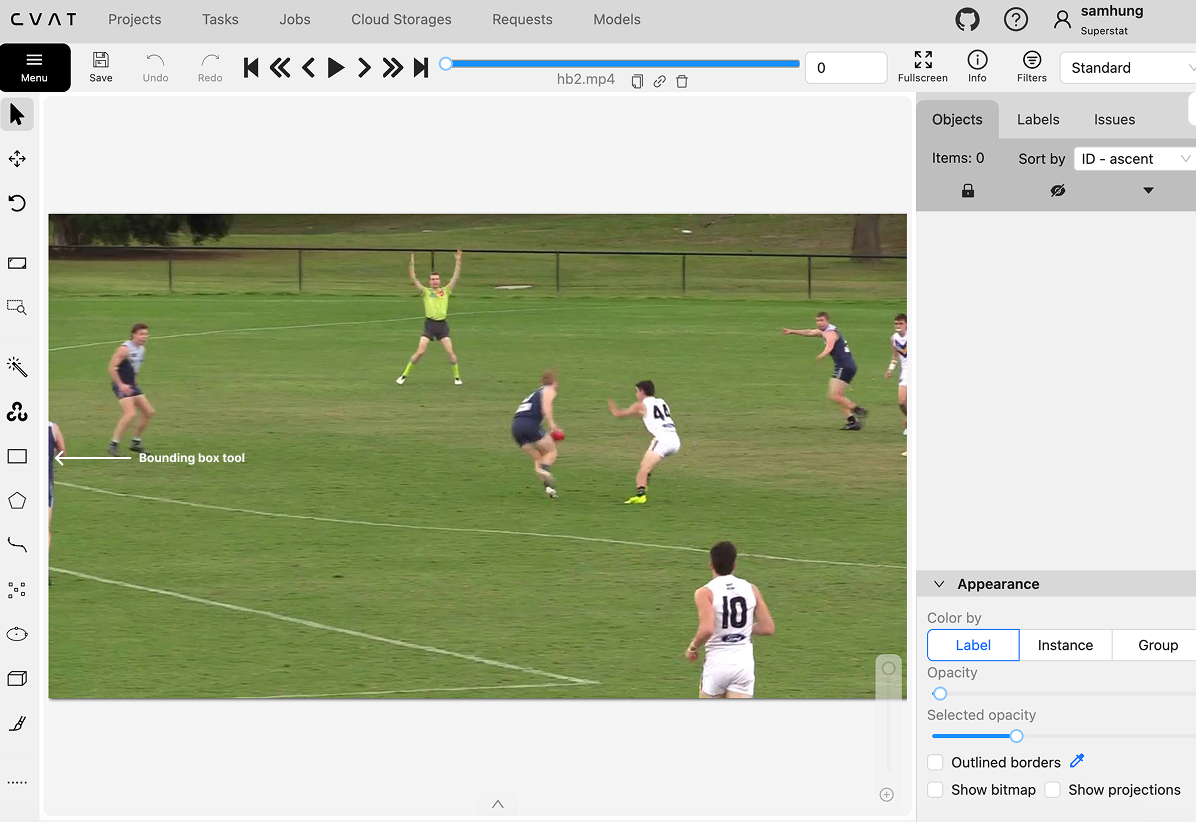 CVAT
Projects
Tasks
Jobs
Cloud Storages
Requests
Models
samhung
Superstat
Menu
Save
Undo
Redo
hb2.mp4
0
Fullscreen
Info
Filters
Standard
Objects
Labels
Issues
Items: 0
Sort by
ID - ascent
44
Bounding box tool
10
Appearance
Color by
Label
Instance
Group
Opacity
Selected opacity
Outlined borders
Show bitmap
Show projections